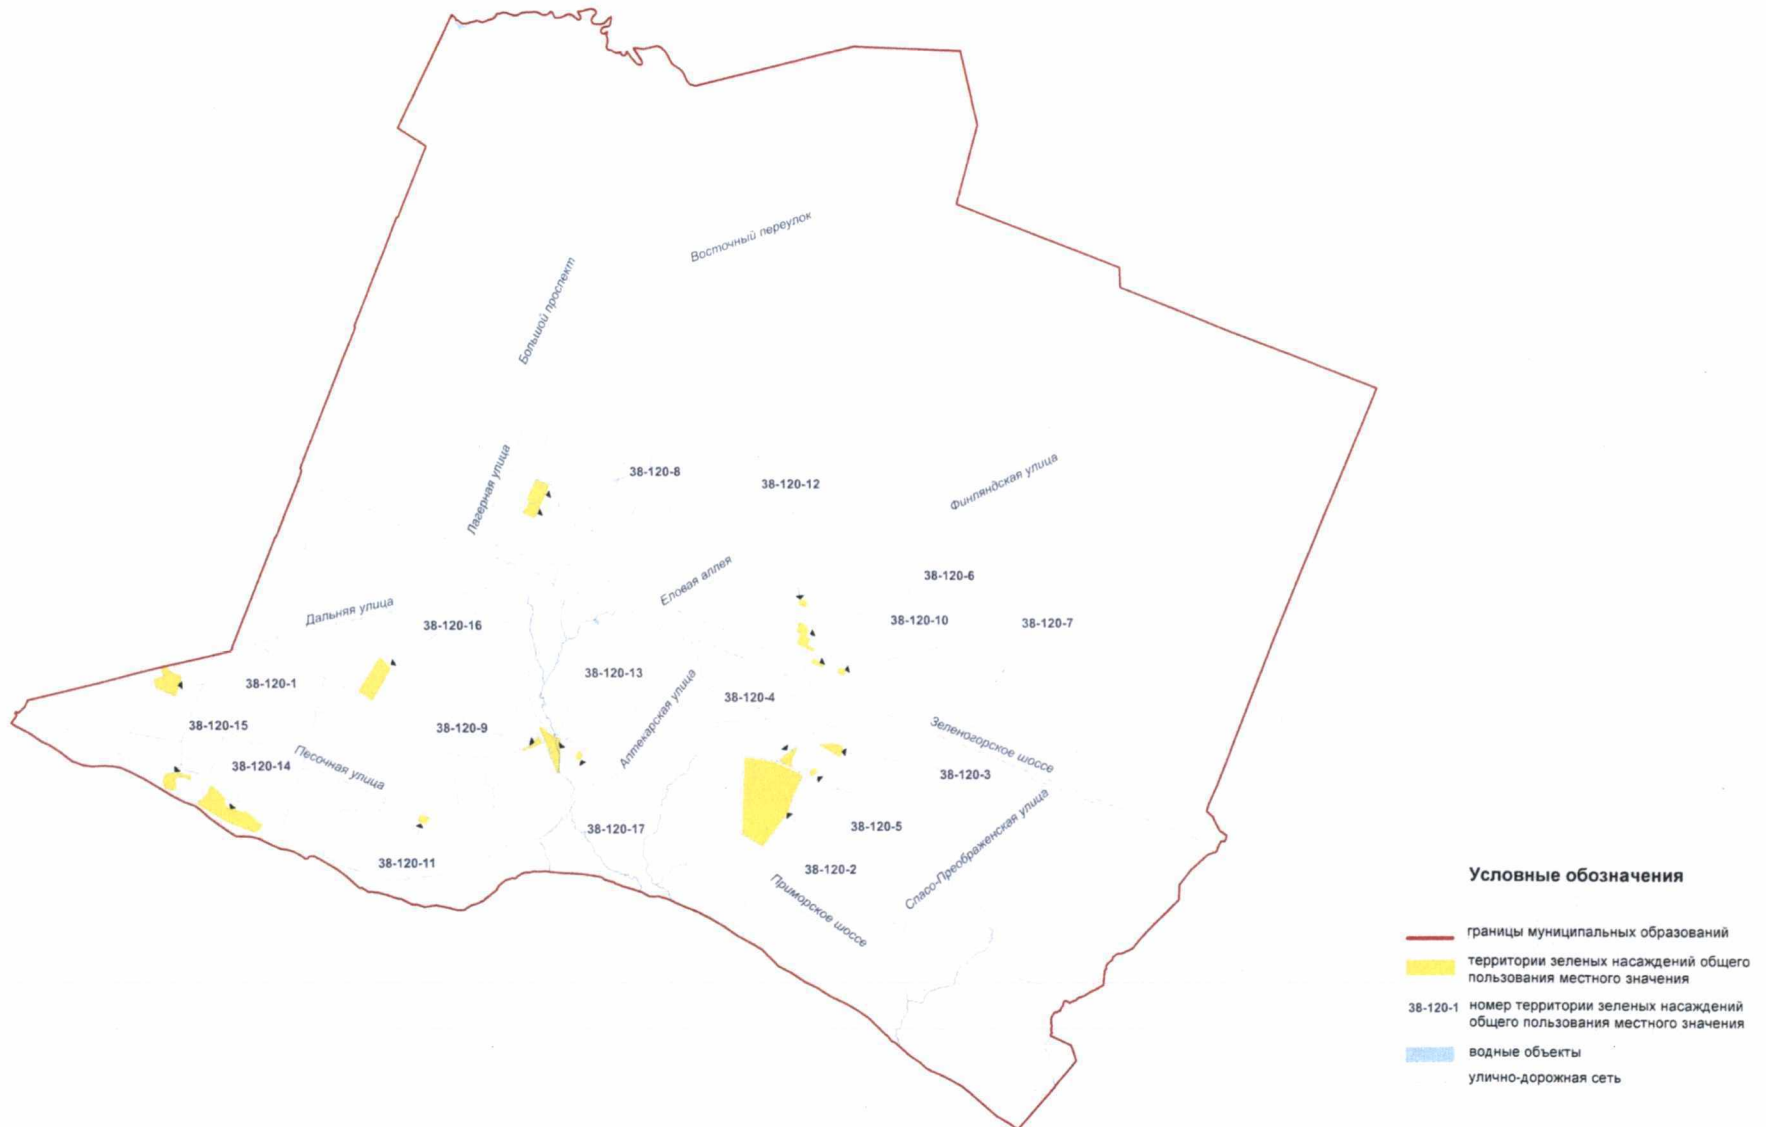 Восточный переулок
Большой проспект
Лагерная улица
38-120-8
38-120-12
Финляндская улица
Еловая аллея
38-120-6
Дальняя улица
38-120-16
38-120-10
38-120-7
38-120-13
38-120-1
Аптекарская улица
38-120-4
38-120-15
38-120-9
Зеленогорское шоссе
38-120-14
Песочная улица
38-120-3
38-120-17
38-120-5
Спасо-Преображенская улица
38-120-11
38-120-2
Приморское шоссе
Условные обозначения
границы муниципальных образований
территории зеленых насаждений общего
пользования местного значения
38-120-1 номер территории зеленых насаждений
общего пользования местного значения
водные объекты
улично-дорожная сеть